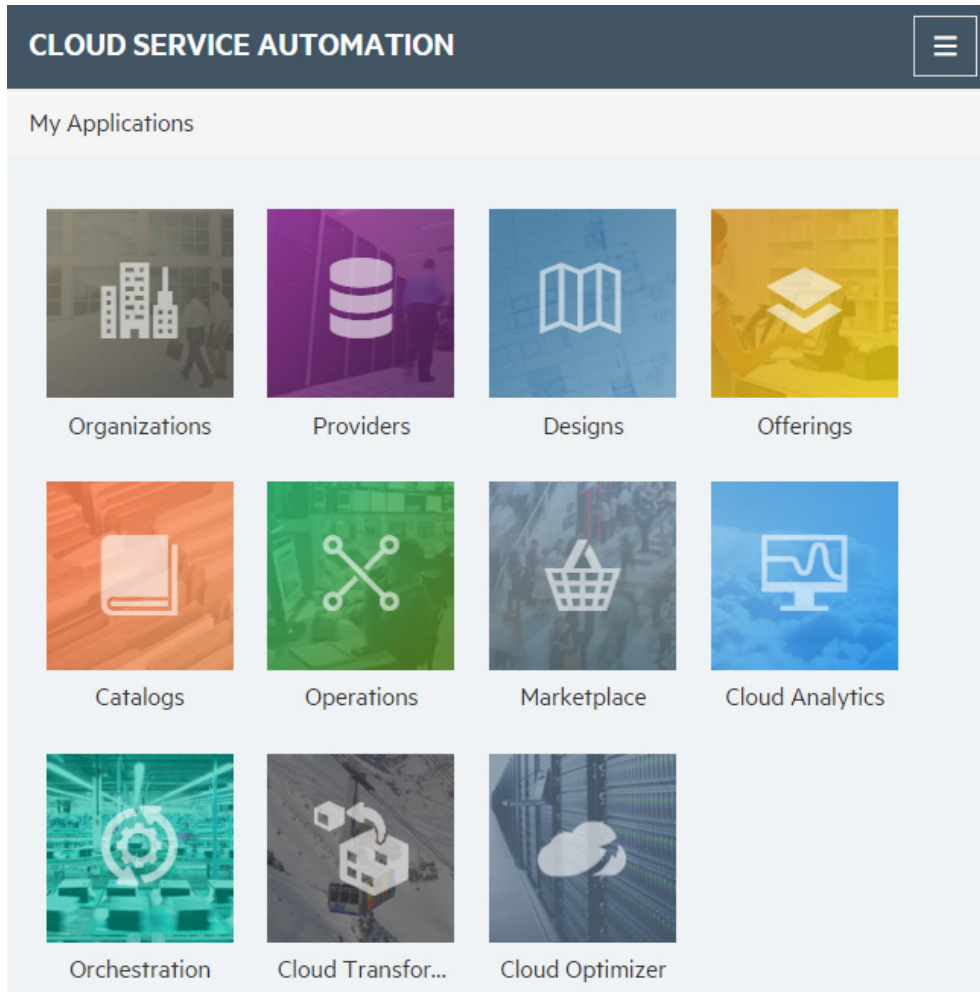 CLOUD SERVICE AUTOMATION
My Applications
Organizations
Providers
Designs
Offerings
Catalogs
Operations
Marketplace
Cloud Analytics
Orchestration
Cloud Transfor...
Cloud Optimizer